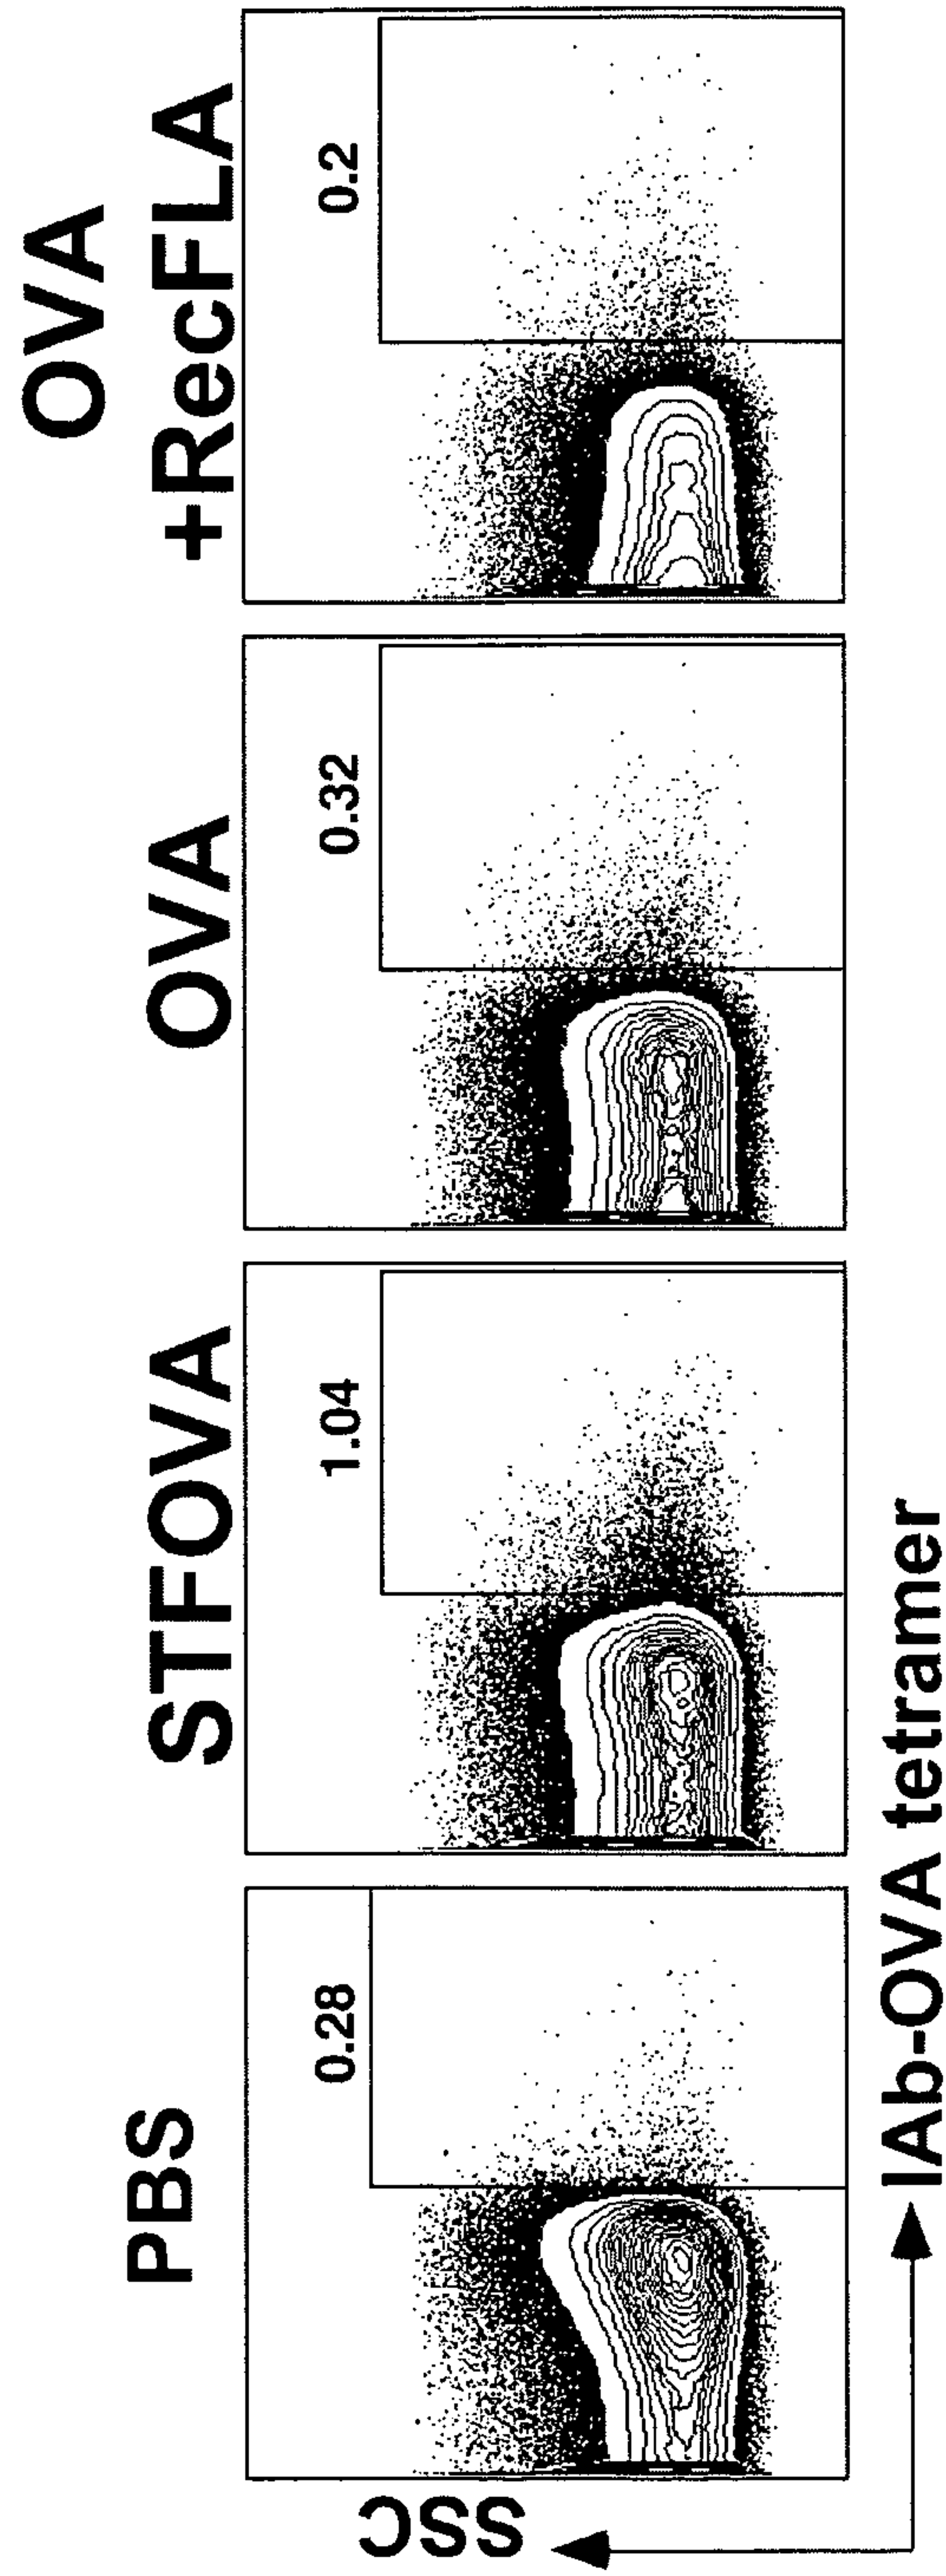 PBS
STFOVA
OVA
OVA
+RecFLA
0.28
1.04
0.32
0.2
SSC
IAb-OVA tetramer